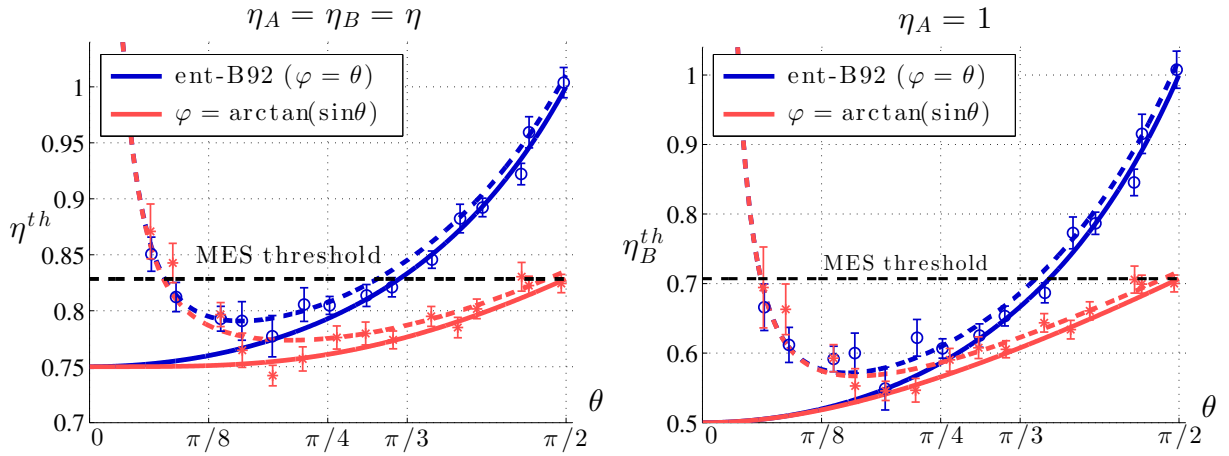 η_A = η_B = η
ent-B92 (φ = θ)
φ = arctan(sinθ)
1
0.95
0.9
0.85
0.8
0.75
0.7
η^{th}
MES threshold
0
π/8
π/4
π/3
π/2
θ
η_A = 1
ent-B92 (φ = θ)
φ = arctan(sinθ)
1
0.9
0.8
0.7
0.6
0.5
η_B^{th}
MES threshold
0
π/8
π/4
π/3
π/2
θ